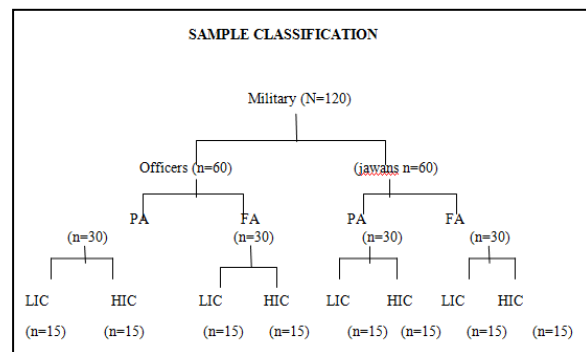 SAMPLE CLASSIFICATION
Military (N=120)
Officers (n=60) (jawans n=60)
PA FA PA FA
(n=30) (n=30) (n=30) (n=30)
LIC HIC LIC HIC LIC HIC LIC HIC
(n=15) (n=15) (n=15) (n=15) (n=15) (n=15) (n=15) (n=15)